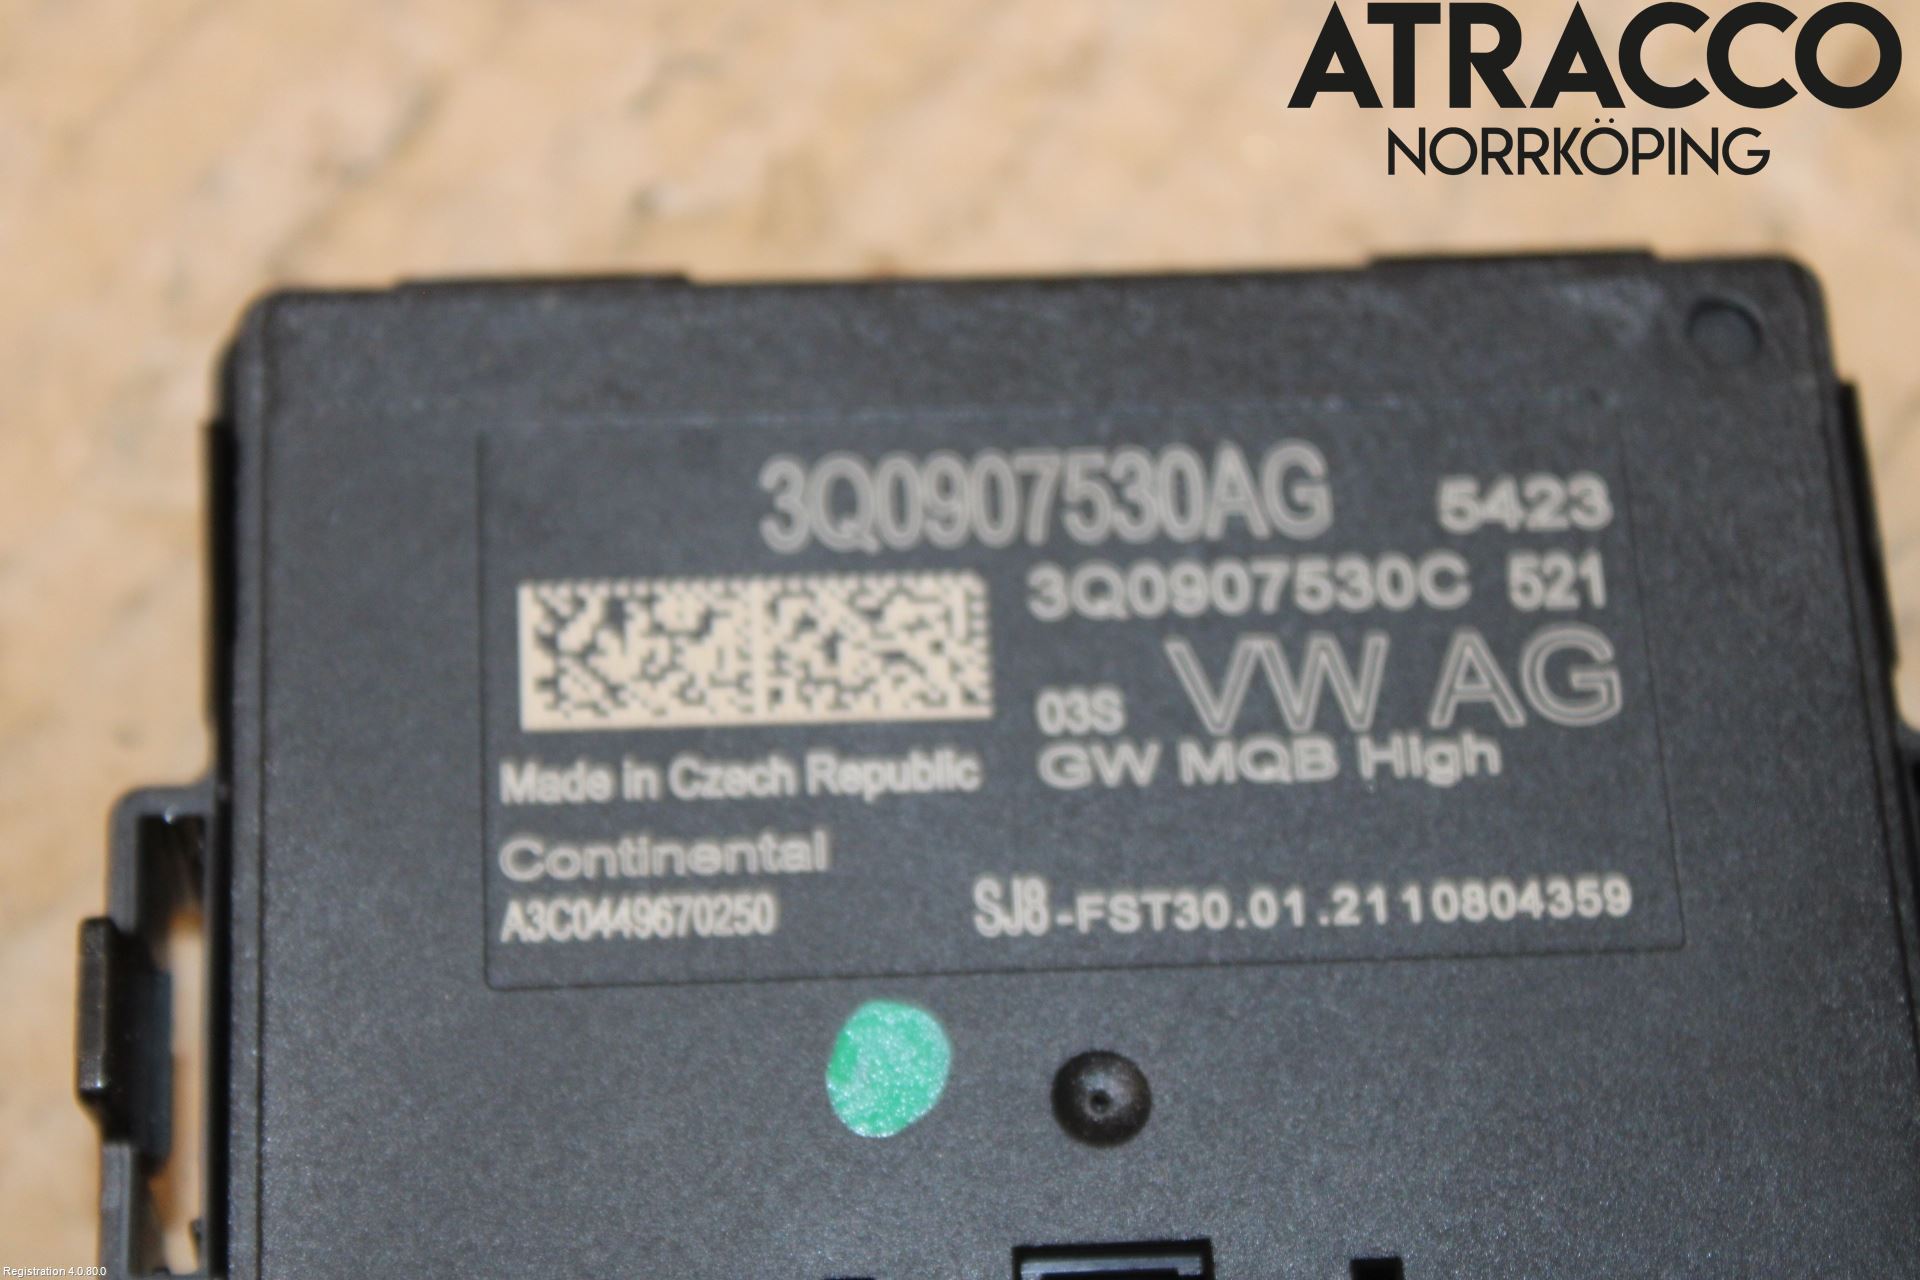 ATRACCO
NORRKÖPING
3Q0907530AG 5423
3Q0907530C 521
03S VW AG
GW MQB High
Made in Czech Republic
Continental
A3C0449670250
SJ8-FST30.01.2110804359
Registration 4.0.80.0